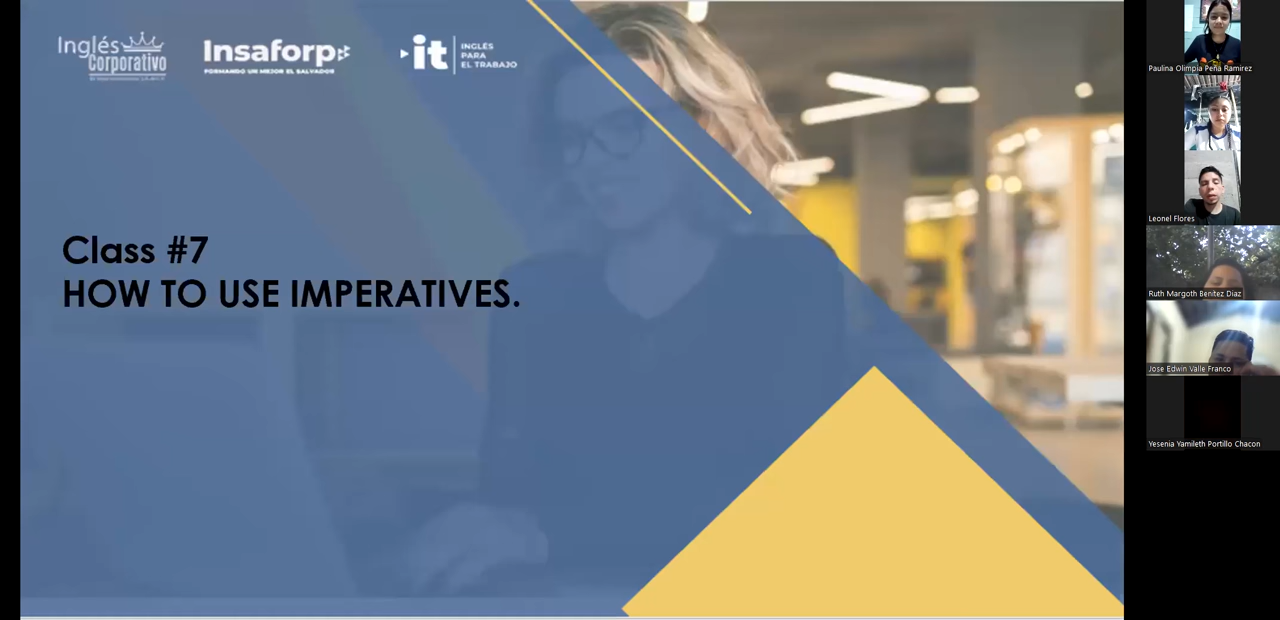 Inglés
Corporativo
Insaforp
FORMANDO UN MEJOR EL SALVADOR
it
INGLÉS
PARA
EL TRABAJO
Class #7
HOW TO USE IMPERATIVES.
Paulina Olimpia Peña Ramirez
Leonel Flores
Ruth Margoth Benitez Diaz
Jose Edwin Valle Franco
Yesenia Yamileth Portillo Chacon